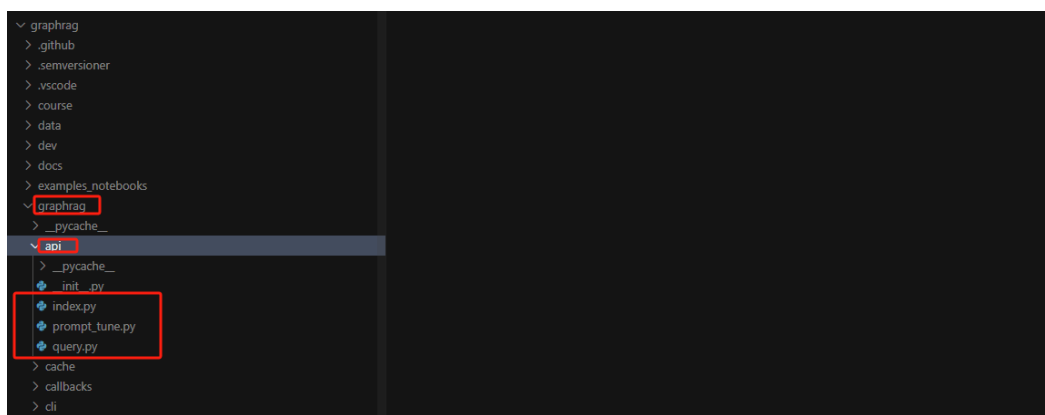 graphrag
.github
.semversioner
.vscode
course
data
dev
docs
examples_notebooks
graphrag
__pycache__
api
__pycache__
__init__.py
index.py
prompt_tune.py
query.py
cache
callbacks
cli